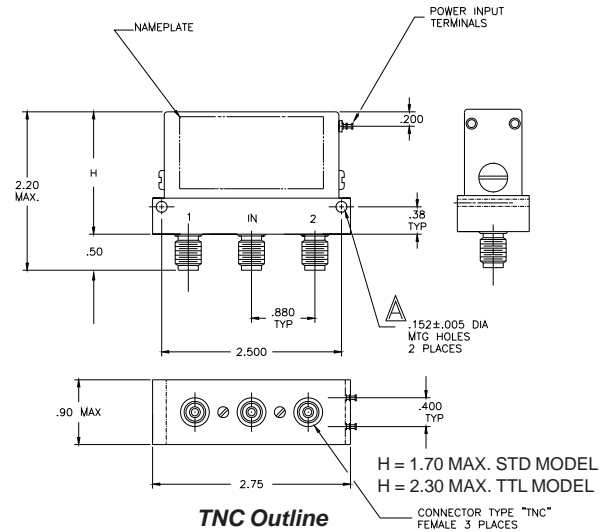 NAMEPLATE
POWER INPUT
TERMINALS
.200
H
2.20
MAX.
.38
TYP
1 IN 2
.50
.880
TYP
A
.152±.005 DIA
MTG HOLES
2 PLACES
2.500
.90 MAX
.400
TYP
H = 1.70 MAX. STD MODEL
H = 2.30 MAX. TTL MODEL
2.75
CONNECTOR TYPE "TNC"
FEMALE 3 PLACES
TNC Outline